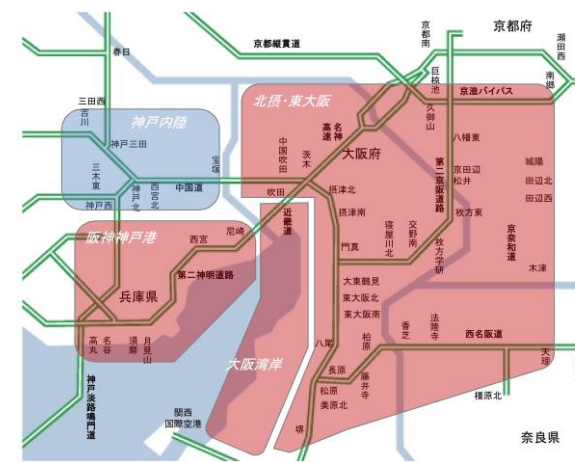 京都府
京都南
瀬田西
春日
京都縦貫道
巨椋池
南郷
京滋バイパス
三田西
吉川
神戸内陸
北摂・東大阪
名神高速
久御山
神戸三田
中国吹田
茨木
大阪府
八幡東
第二京阪道路
宝塚
三木東
神戸北
西宮北
中国道
京田辺松井
城陽
田辺北
田辺西
吹田
近畿道
摂津北
神戸西
摂津南
枚方東
京奈和道
阪神神戸港
西宮
尼崎
門真
寝屋川北
交野南
枚方学研
木津
第二神明道路
大東鶴見
兵庫県
東大阪北
東大阪南
柏原
香芝
法隆寺
西名阪道
高丸
名谷
須磨
月見山
大阪湾岸
八尾
天理
長原
藤井寺
神戸淡路鳴門道
松原
美原北
橿原北
関西国際空港
堺
奈良県